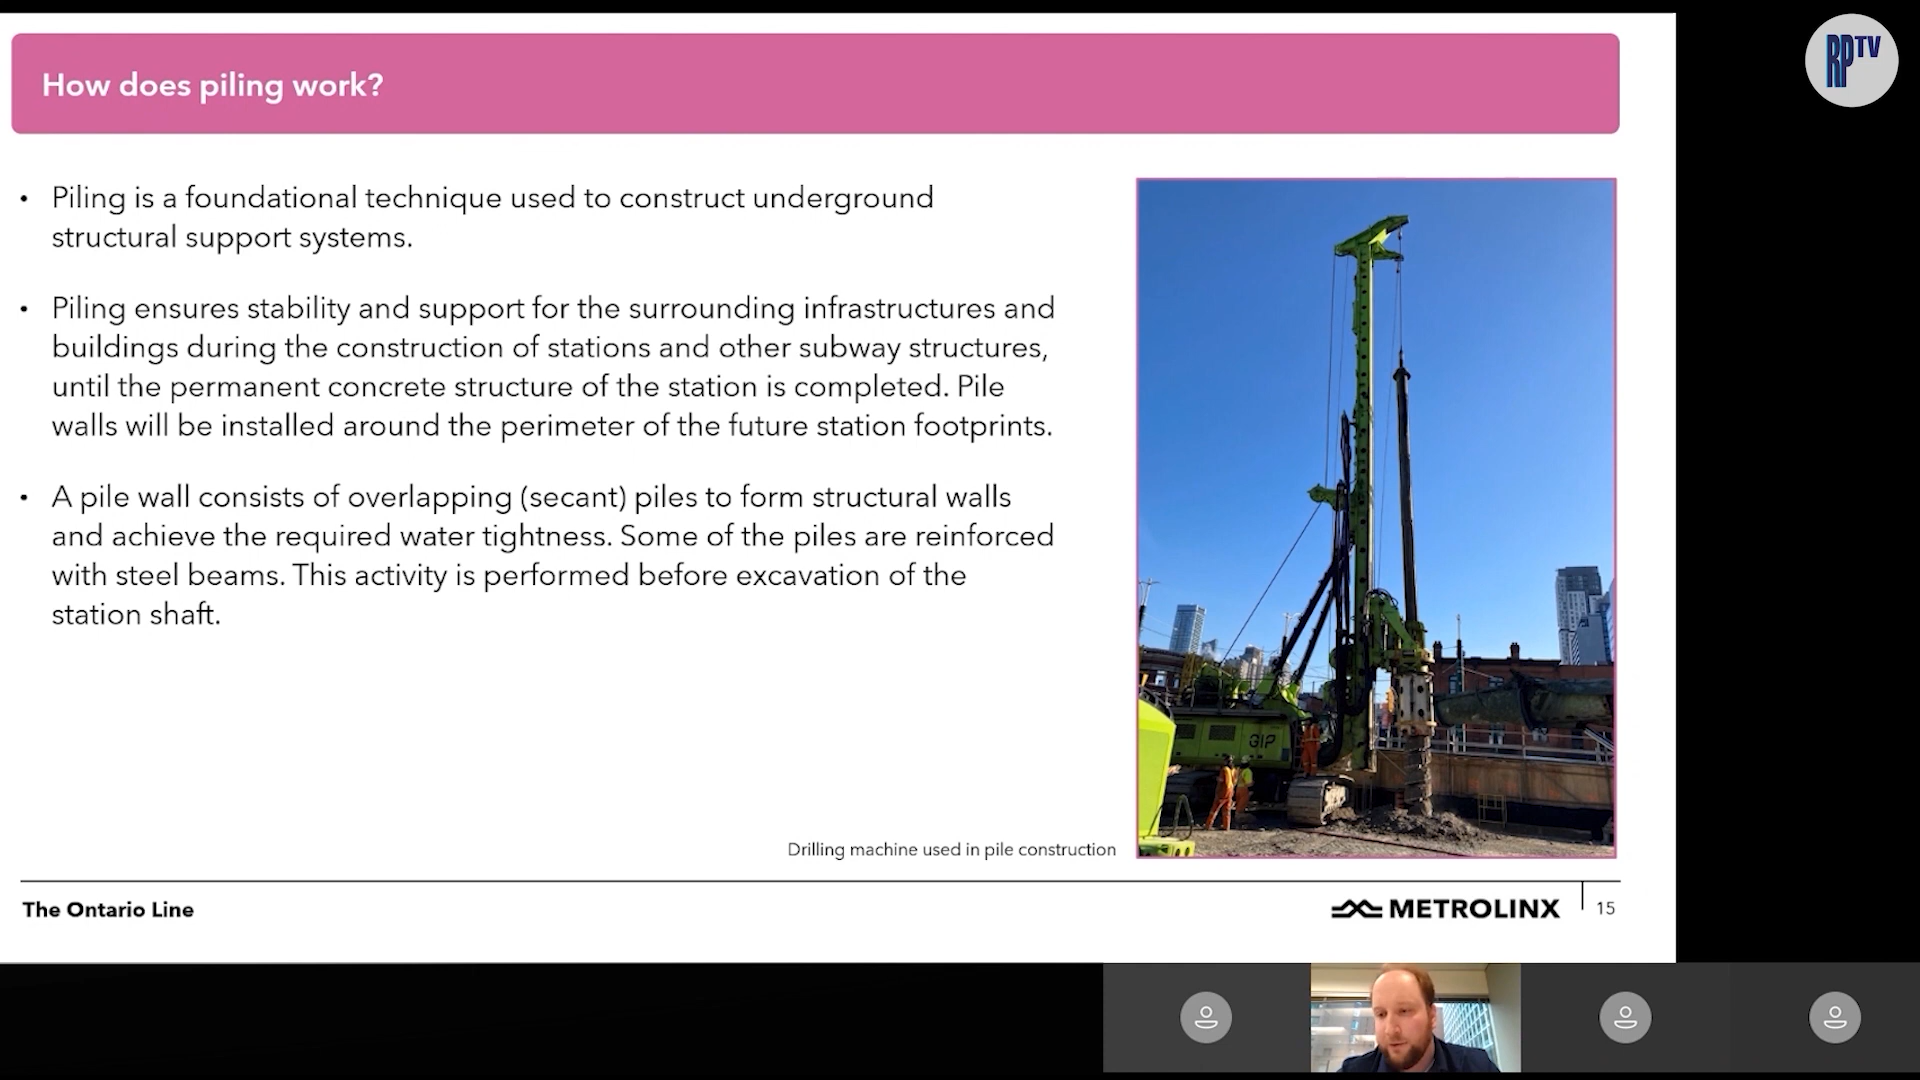 RPTV
How does piling work?
• Piling is a foundational technique used to construct underground
structural support systems.
• Piling ensures stability and support for the surrounding infrastructures and
buildings during the construction of stations and other subway structures,
until the permanent concrete structure of the station is completed. Pile
walls will be installed around the perimeter of the future station footprints.
• A pile wall consists of overlapping (secant) piles to form structural walls
and achieve the required water tightness. Some of the piles are reinforced
with steel beams. This activity is performed before excavation of the
station shaft.
GIP
Drilling machine used in pile construction
The Ontario Line
METROLINX
15